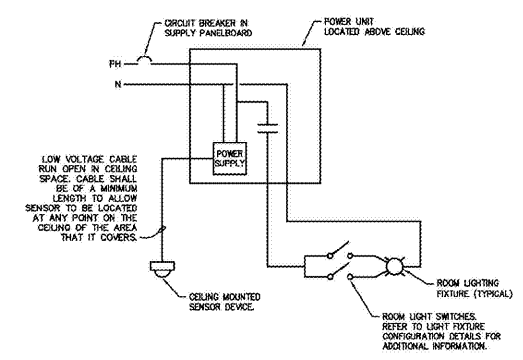 CIRCUIT BREAKER IN
SUPPLY PANELBOARD
POWER UNIT
LOCATED ABOVE CEILING
PH
N
POWER
SUPPLY
LOW VOLTAGE CABLE
RUN OPEN IN CEILING
SPACE. CABLE SHALL
BE OF A MINIMUM
LENGTH TO ALLOW
SENSOR TO BE LOCATED
AT ANY POINT ON THE
CEILING OF THE AREA
THAT IT COVERS.
CEILING MOUNTED
SENSOR DEVICE.
ROOM LIGHTING
FIXTURE (TYPICAL)
ROOM LIGHT SWITCHES.
REFER TO LIGHT FIXTURE
CONFIGURATION DETAILS FOR
ADDITIONAL INFORMATION.